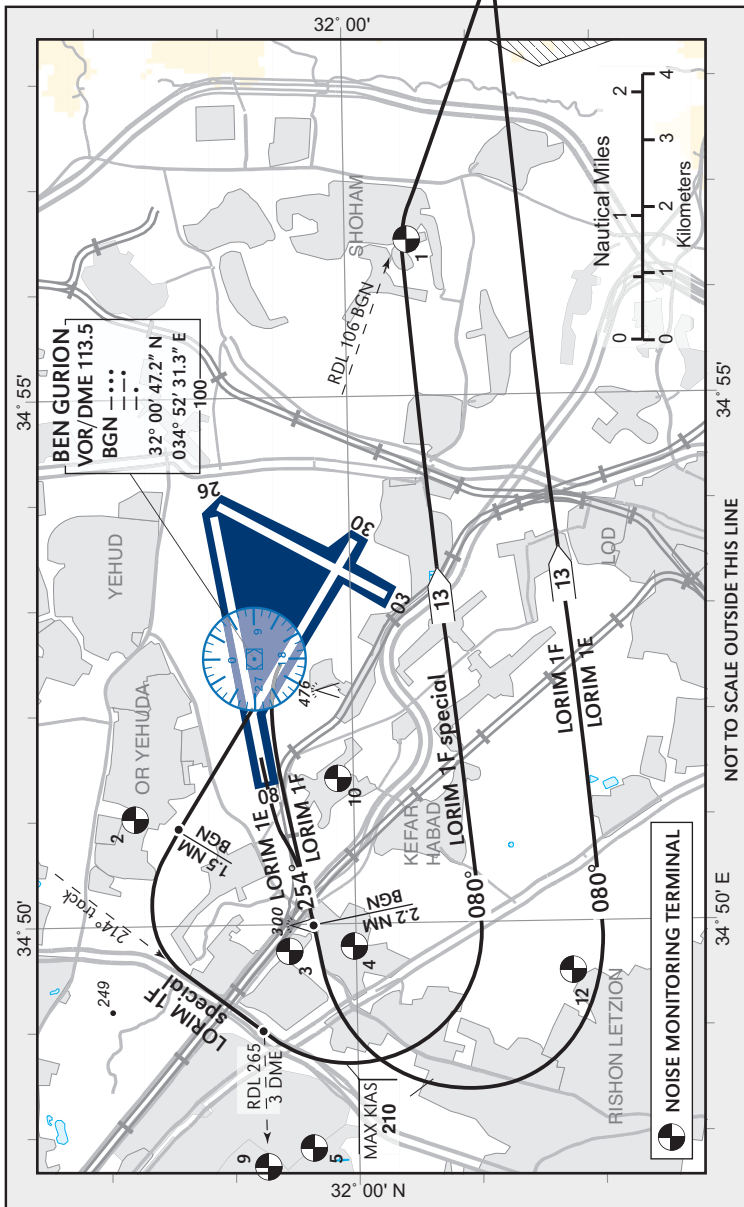 32° 00'
BEN GURION
VOR/DME 113.5
BGN
32° 00' 47.2" N
034° 52' 31.3" E
100
34° 55'
34° 55'
34° 50'
34° 50' E
32° 00' N
YEHUD
OR YEHUDA
SHOHAM
LOD
KEFAR
HABAD
RISHON LETZION
26
30
03
08
0
9
18
27
476
300
249
1
2
3
4
5
9
10
12
RDL 106 BGN
1.5 NM
BGN
2.2 NM
BGN
214° track
LORIM 1F
special
RDL 265
3 DME
MAX KIAS
210
LORIM 1E
LORIM 1F
254°
LORIM 1F special
080°
13
LORIM 1F
LORIM 1E
080°
13
Nautical Miles
0 1 2
0 1 2 3 4
Kilometers
NOISE MONITORING TERMINAL
NOT TO SCALE OUTSIDE THIS LINE